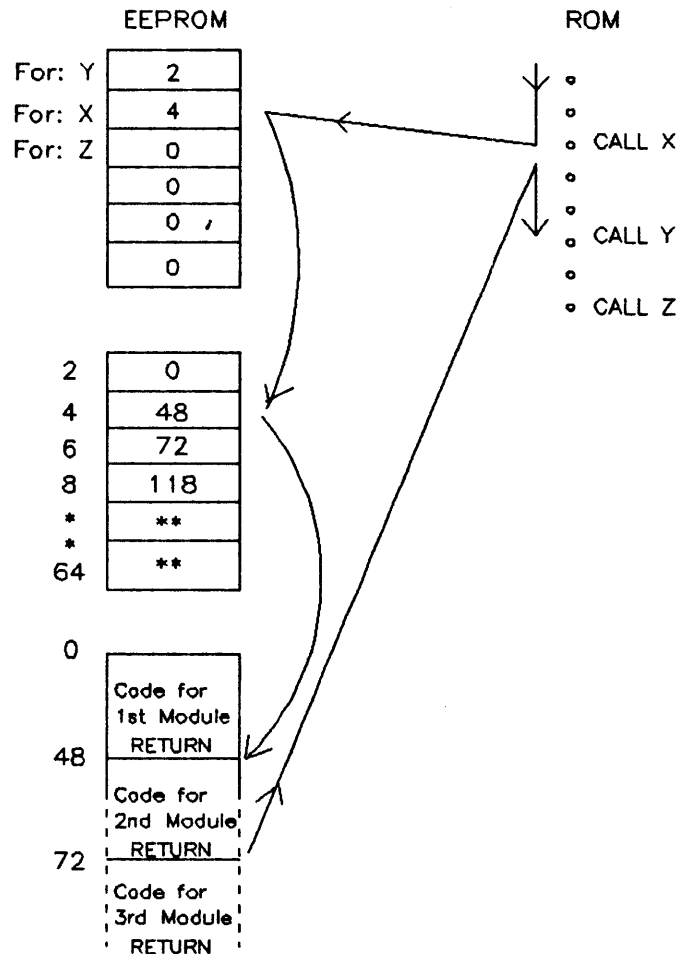 EEPROM ROM
For: Y 2
For: X 4
CALL X
For: Z 0
0
0
CALL Y
0
CALL Z
2 0
4 48
6 72
8 118
* **
*
64 **
0
Code for
1st Module
RETURN
48
Code for
2nd Module
RETURN
72
Code for
3rd Module
RETURN